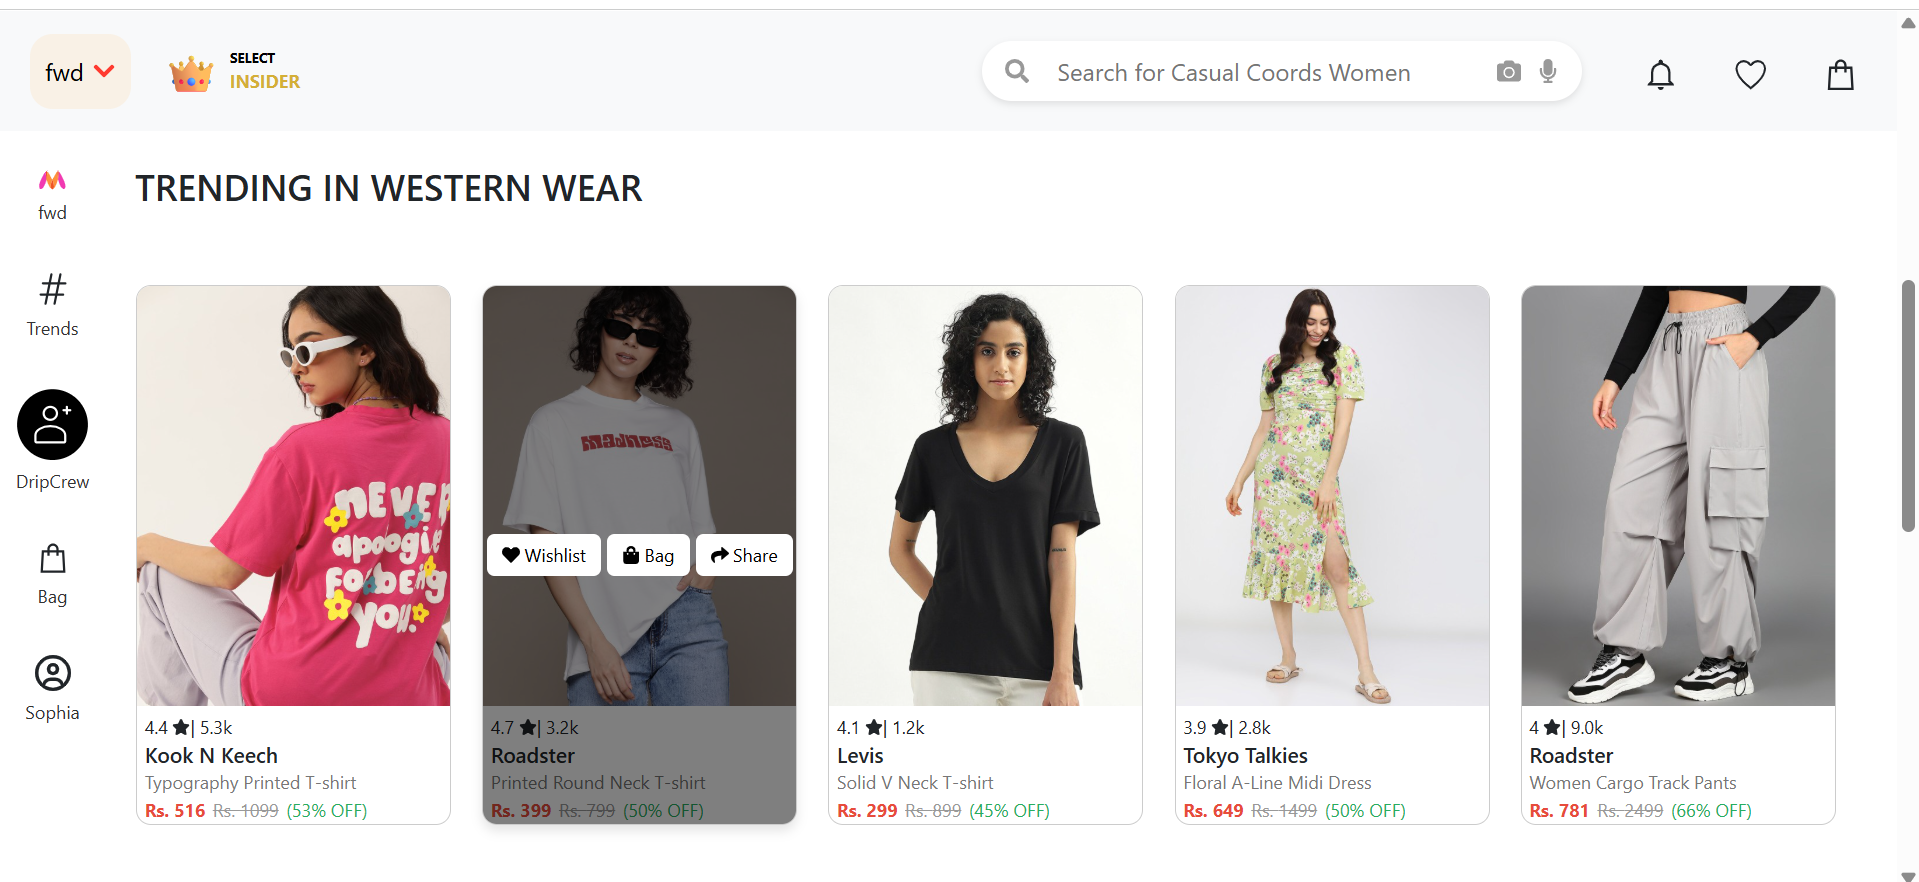 fwd
SELECT
INSIDER
Search for Casual Coords Women
fwd
Trends
DripCrew
Bag
Sophia
TRENDING IN WESTERN WEAR
NEVER
apoogie
FOR BEING
YOU.
4.4 ★| 5.3k
Kook N Keech
Typography Printed T-shirt
Rs. 516 Rs. 1099 (53% OFF)
MADNESS
Wishlist
Bag
Share
4.7 ★| 3.2k
Roadster
Printed Round Neck T-shirt
Rs. 399 Rs. 799 (50% OFF)
4.1 ★| 1.2k
Levis
Solid V Neck T-shirt
Rs. 299 Rs. 899 (45% OFF)
3.9 ★| 2.8k
Tokyo Talkies
Floral A-Line Midi Dress
Rs. 649 Rs. 1499 (50% OFF)
4 ★| 9.0k
Roadster
Women Cargo Track Pants
Rs. 781 Rs. 2499 (66% OFF)